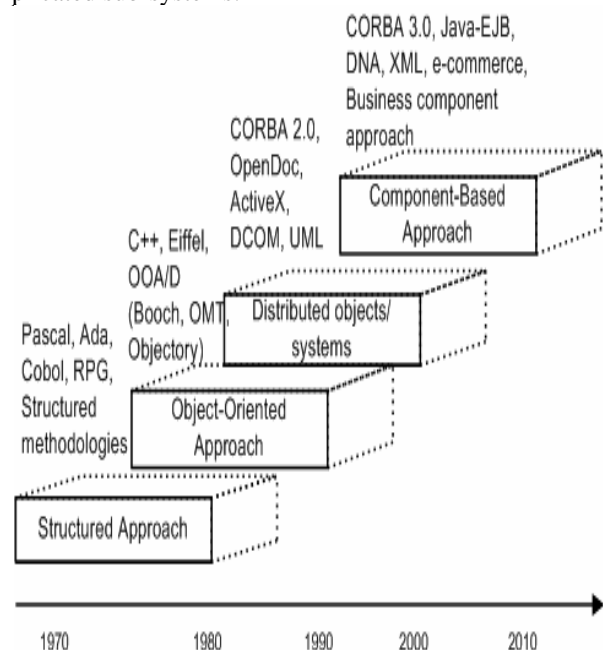 CORBA 3.0, Java-EJB,
DNA, XML, e-commerce,
Business component
approach
Component-Based
Approach
CORBA 2.0,
OpenDoc,
ActiveX,
DCOM, UML
Distributed objects/
systems
C++, Eiffel,
OOA/D
(Booch, OMT,
Objectory)
Object-Oriented
Approach
Pascal, Ada,
Cobol, RPG,
Structured
methodologies
Structured Approach
1970 1980 1990 2000 2010